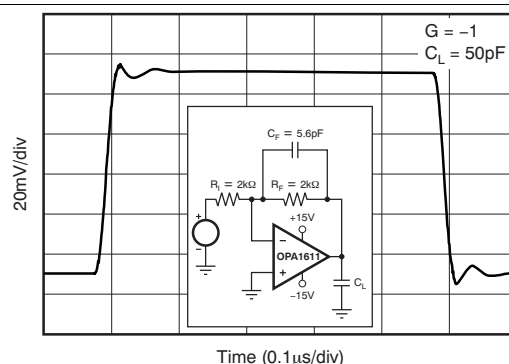 G = −1
C_L = 50pF
20mV/div
C_F = 5.6pF
R_I = 2kΩ
R_F = 2kΩ
+15V
OPA1611
C_L
−15V
Time (0.1μs/div)